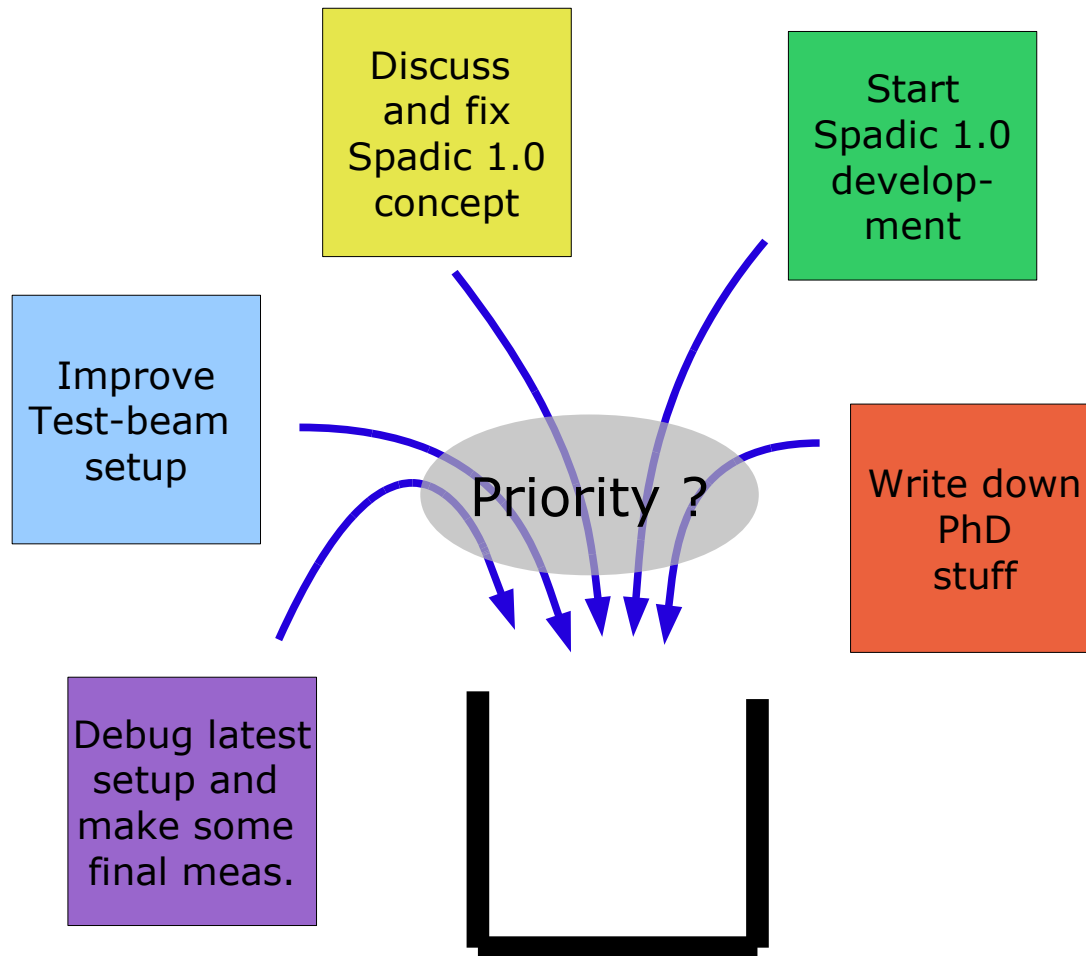 Discuss
and fix
Spadic 1.0
concept
Start
Spadic 1.0
develop-
ment
Improve
Test-beam
setup
Priority ?
Write down
PhD
stuff
Debug latest
setup and
make some
final meas.